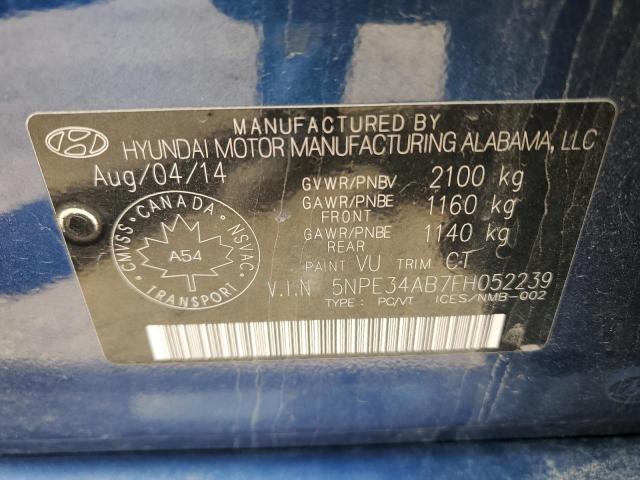 MANUFACTURED BY
HYUNDAI MOTOR MANUFACTURING ALABAMA, LLC
Aug/04/14
GVWR/PNBV 2100 kg
GAWR/PNBE FRONT 1160 kg
GAWR/PNBE REAR 1140 kg
CANADA
CMVSS
NSVAC
A54
TRANSPORT
PAINT VU TRIM CT
V.I.N 5NPE34AB7FH052239
TYPE: PC/VT ICES/NMB-002